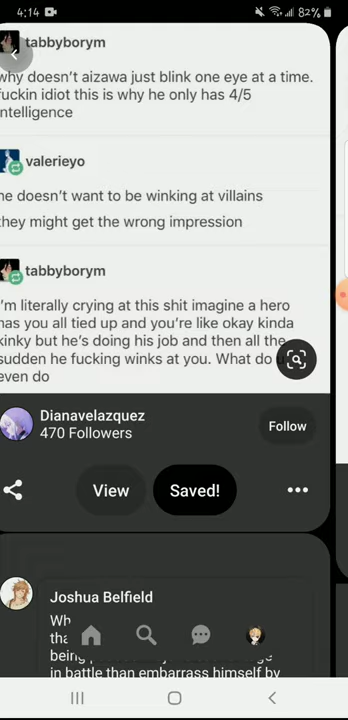 4:14
82%
tabbyborym
why doesn't aizawa just blink one eye at a time.
fuckin idiot this is why he only has 4/5
intelligence
valerieyo
he doesn't want to be winking at villains
they might get the wrong impression
tabbyborym
i'm literally crying at this shit imagine a hero
has you all tied up and you're like okay kinda
kinky but he's doing his job and then all the
sudden he fucking winks at you. What do u
even do
Dianavelazquez
470 Followers
Follow
View
Saved!
Joshua Belfield
Wh
tha
being
in battle than embarrass himself by